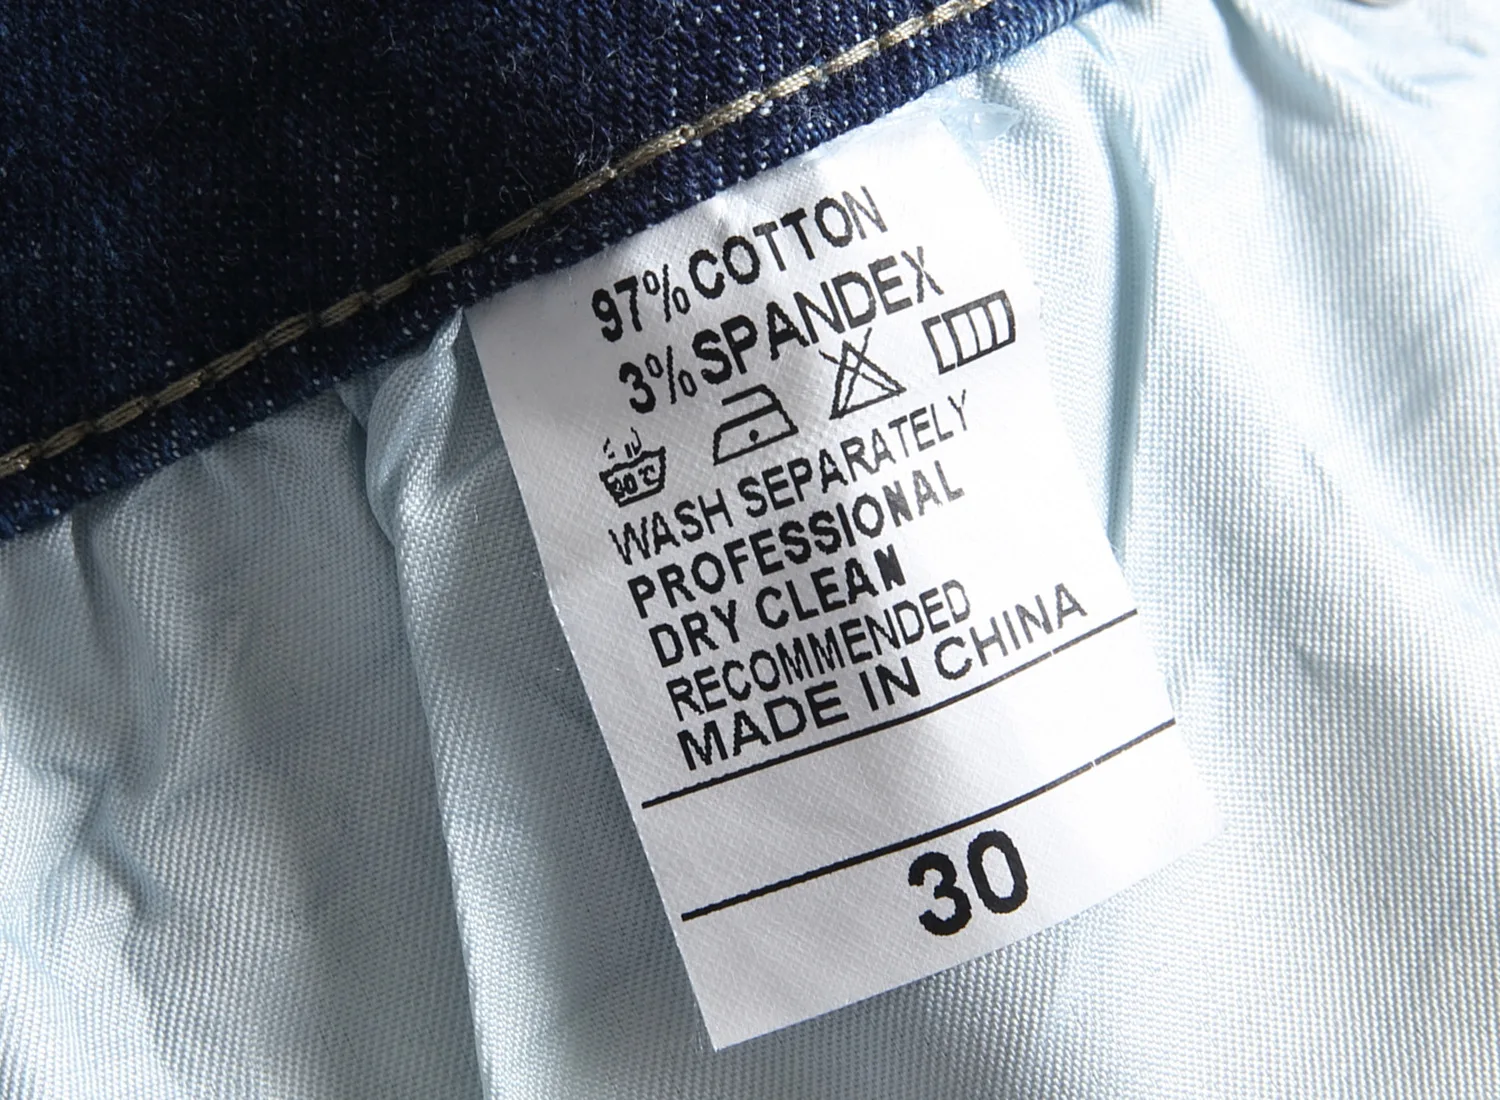 97% COTTON
3% SPANDEX
30℃
WASH SEPARATELY
PROFESSIONAL
DRY CLEAN
RECOMMENDED
MADE IN CHINA
30